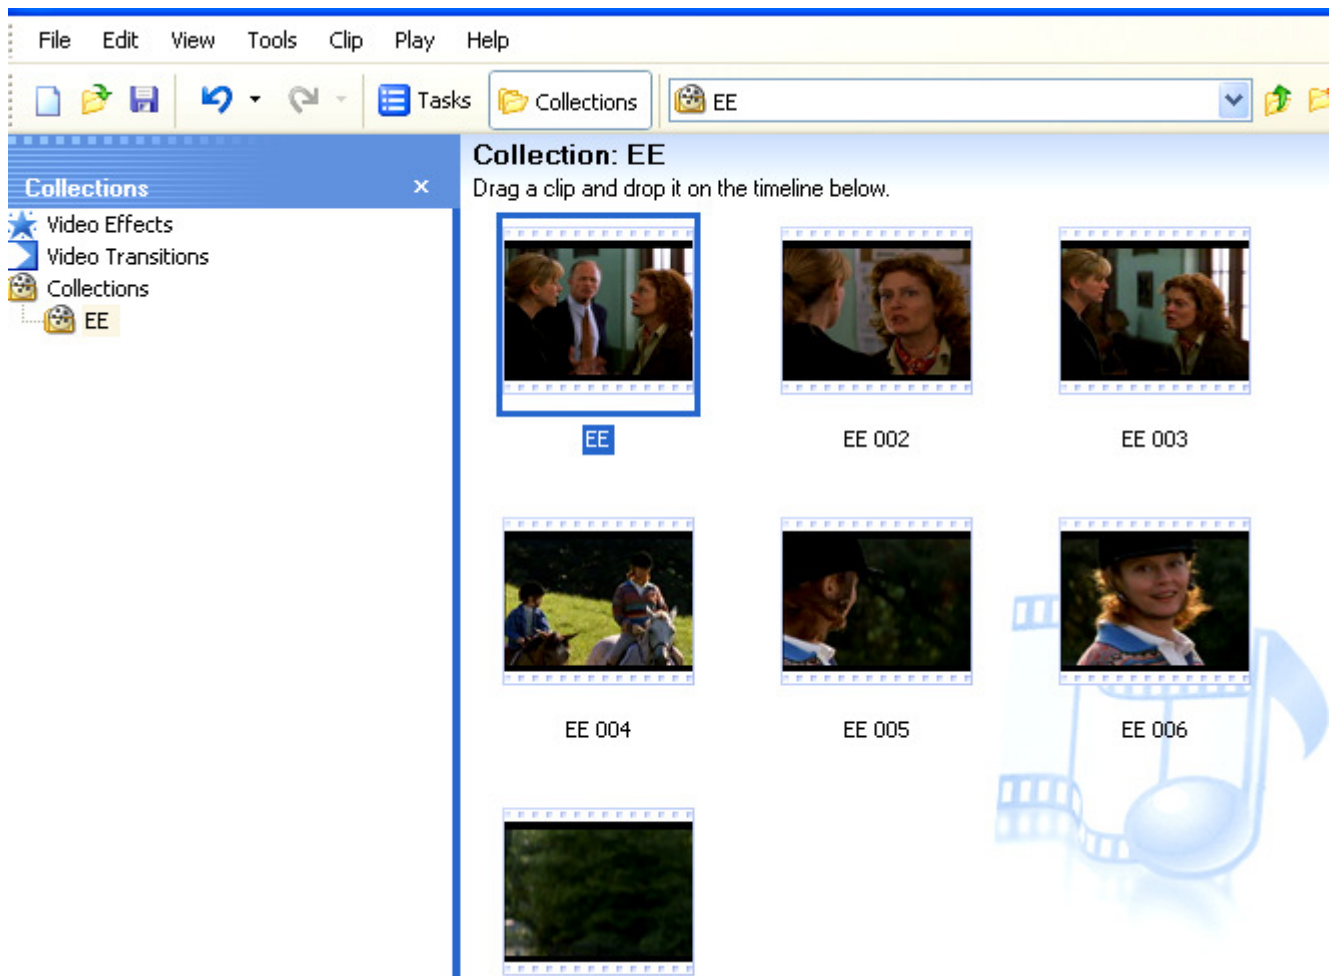 File Edit View Tools Clip Play Help
Tasks Collections EE
Collections
Video Effects
Video Transitions
Collections
EE
Collection: EE
Drag a clip and drop it on the timeline below.
EE EE 002 EE 003
EE 004 EE 005 EE 006